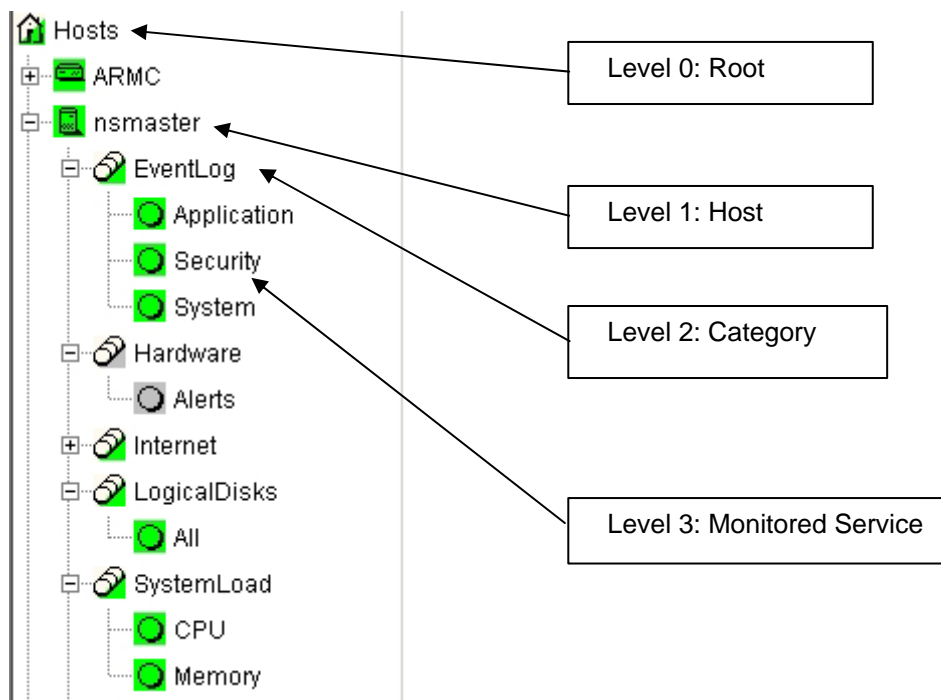 Hosts
Level 0: Root
ARMC
nsmaster
EventLog
Application
Level 1: Host
Security
System
Level 2: Category
Hardware
Alerts
Internet
LogicalDisks
Level 3: Monitored Service
All
SystemLoad
CPU
Memory